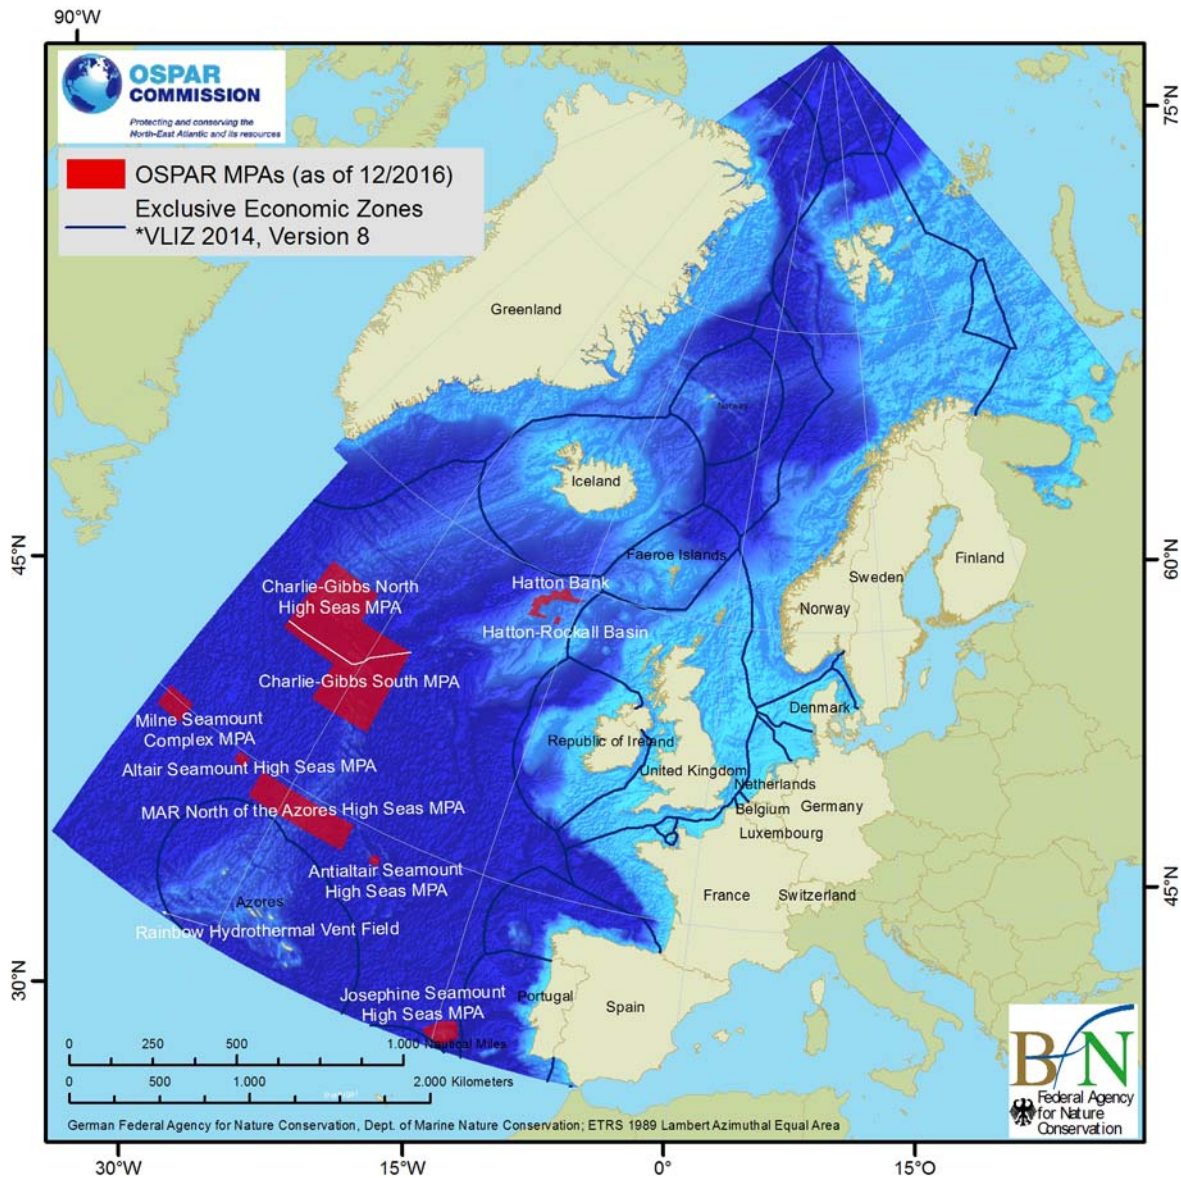 90°W
OSPAR
COMMISSION
Protecting and conserving the
North-East Atlantic and its resources
OSPAR MPAs (as of 12/2016)
Exclusive Economic Zones
*VLIZ 2014, Version 8
75°N
Greenland
Norway
Iceland
45°N
60°N
Faeroe Islands
Finland
Sweden
Norway
Charlie-Gibbs North
High Seas MPA
Hatton Bank
Hatton-Rockall Basin
Charlie-Gibbs South MPA
Milne Seamount
Complex MPA
Denmark
Republic of Ireland
Altair Seamount High Seas MPA
United Kingdom
Netherlands
MAR North of the Azores High Seas MPA
Belgium
Germany
Luxembourg
Antialtair Seamount
High Seas MPA
France
Switzerland
45°N
Azores
Rainbow Hydrothermal Vent Field
30°N
Josephine Seamount
High Seas MPA
Portugal
Spain
0 250 500 1.000 Nautical Miles
0 500 1.000 2.000 Kilometers
BfN
Federal Agency
for Nature
Conservation
German Federal Agency for Nature Conservation, Dept. of Marine Nature Conservation; ETRS 1989 Lambert Azimuthal Equal Area
30°W
15°W
0°
15°O